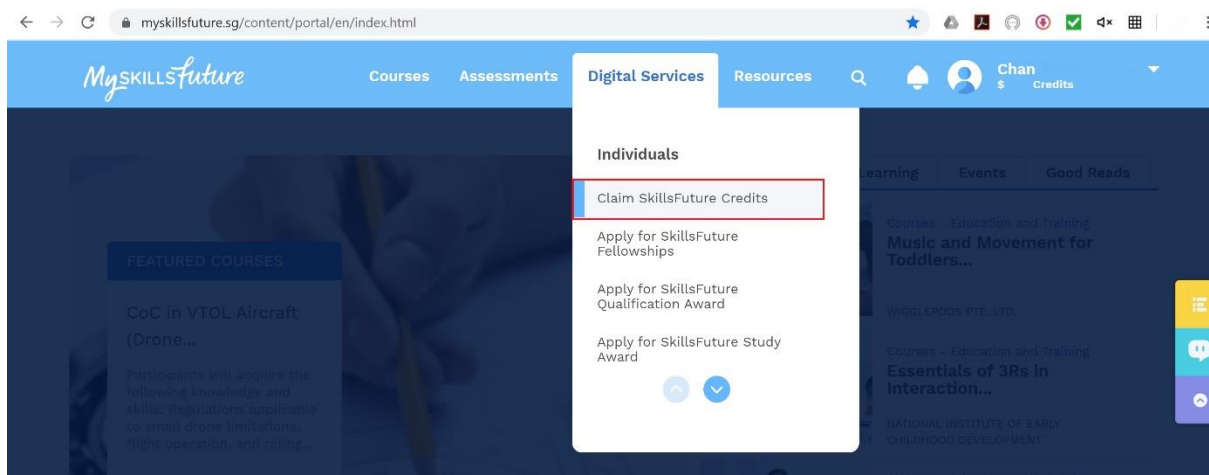 myskillsfuture.sg/content/portal/en/index.html
MySKILLSfuture
Courses Assessments Digital Services Resources
Chan
$ Credits
Individuals
Claim SkillsFuture Credits
Apply for SkillsFuture
Fellowships
Apply for SkillsFuture
Qualification Award
Apply for SkillsFuture Study
Award
FEATURED COURSES
CoC in VTOL Aircraft
(Drone...
Participants will acquire the
following knowledge and
skills: Regulations applicable
to small drone limitations,
flight operation, and rating...
Learning Events Good Reads
Courses - Education and Training
Music and Movement for
Toddlers...
WIGGLEPODS PTE. LTD.
Courses - Education and Training
Essentials of 3Rs in
Interaction...
NATIONAL INSTITUTE OF EARLY
CHILDHOOD DEVELOPMENT